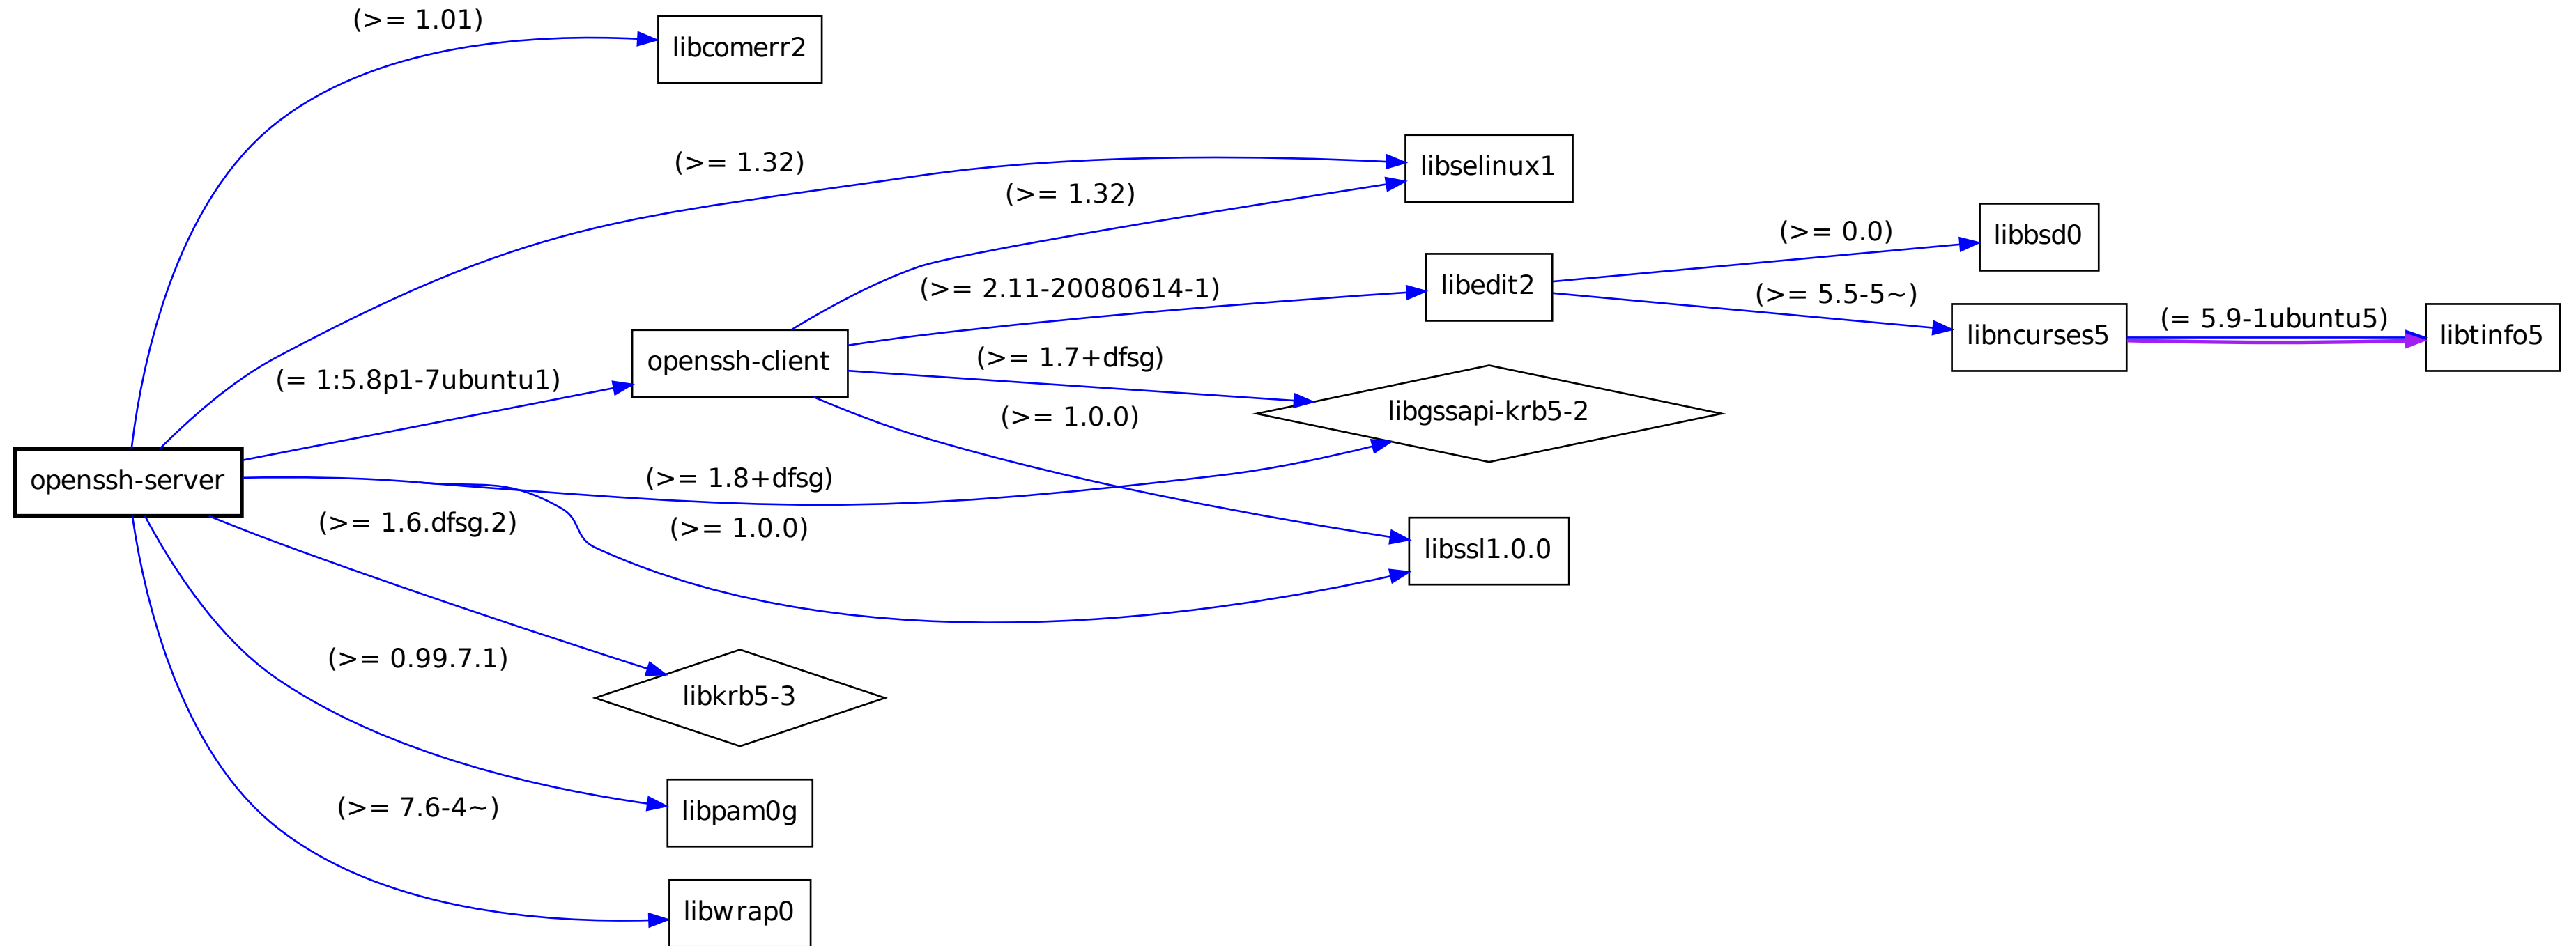 (>= 1.01)
libcomerr2
(>= 1.32)
libselinux1
(>= 1.32)
(>= 0.0)
libbsd0
(>= 2.11-20080614-1)
libedit2
(>= 5.5-5~)
libncurses5
(= 5.9-1ubuntu5)
libtinfo5
openssh-client
(>= 1.7+dfsg)
(= 1:5.8p1-7ubuntu1)
(>= 1.0.0)
libgssapi-krb5-2
openssh-server
(>= 1.8+dfsg)
(>= 1.6.dfsg.2)
(>= 1.0.0)
libssl1.0.0
(>= 0.99.7.1)
libkrb5-3
(>= 7.6-4~)
libpam0g
libwrap0